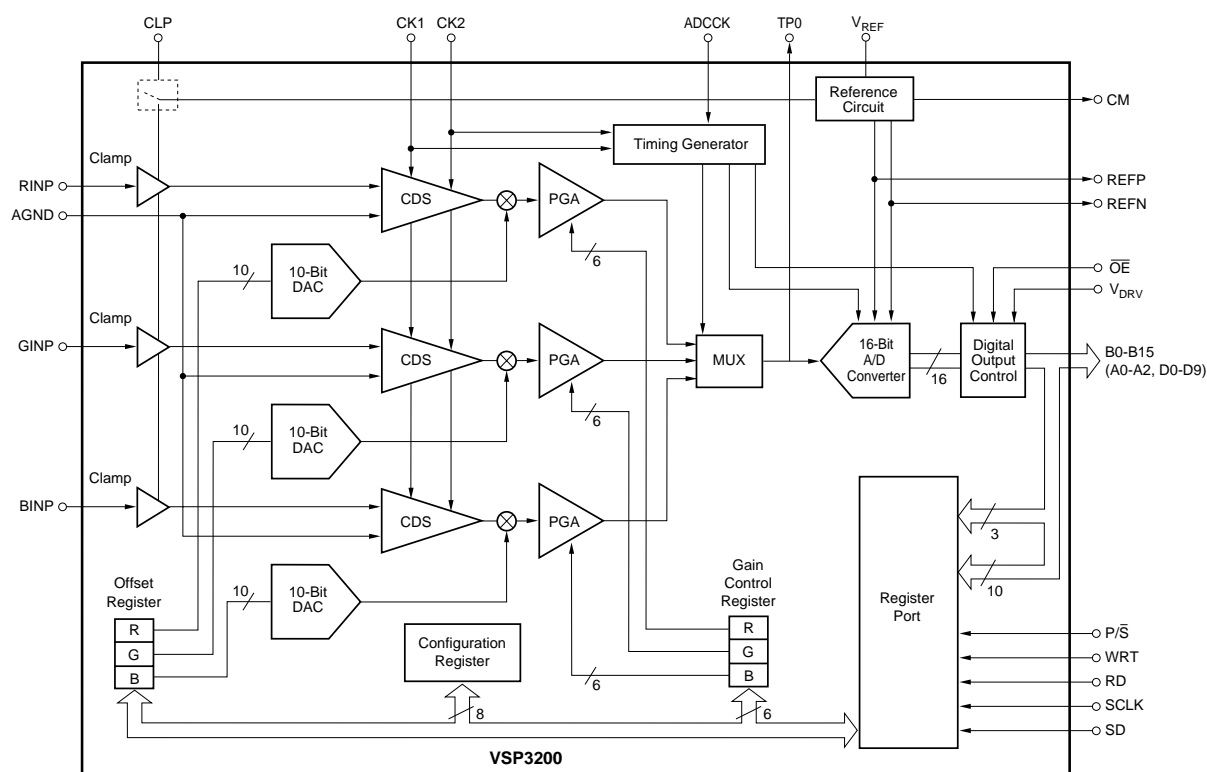 CLP
CK1
CK2
ADCCK
TP0
VREF
Reference
Circuit
CM
Clamp
Timing Generator
RINP
CDS
PGA
REFP
AGND
REFN
6
10
10-Bit
DAC
OE
VDRV
Clamp
GINP
CDS
PGA
MUX
16-Bit
A/D
Converter
16
Digital
Output
Control
B0-B15
(A0-A2, D0-D9)
6
10
10-Bit
DAC
Clamp
BINP
CDS
PGA
3
10
Offset
Register
10
10-Bit
DAC
Gain
Control
Register
Register
Port
R
G
B
Configuration
Register
R
G
B
6
P/S̅
WRT
RD
SCLK
SD
8
6
VSP3200